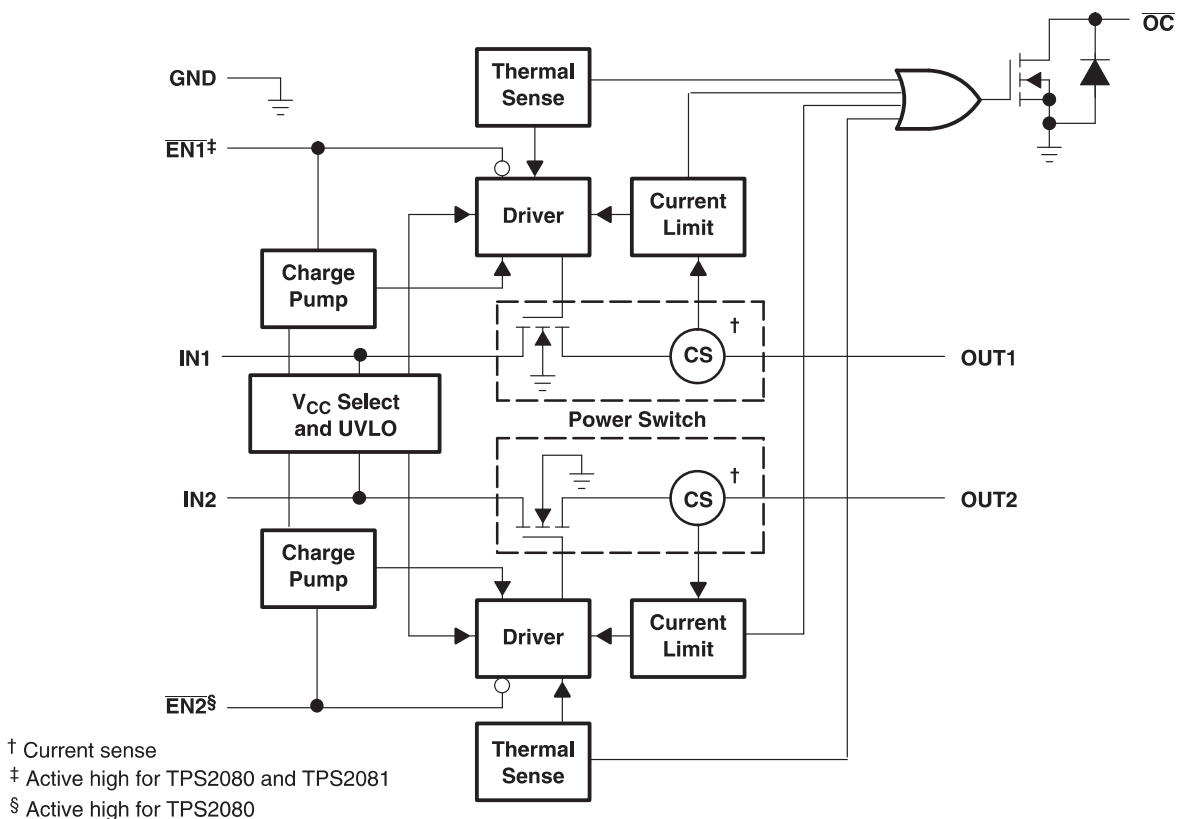 OC
Thermal
Sense
GND
EN1‡
Driver
Current
Limit
Charge
Pump
†
IN1
CS
OUT1
VCC Select
and UVLO
Power Switch
†
IN2
CS
OUT2
Charge
Pump
Driver
Current
Limit
EN2§
Thermal
Sense
† Current sense
‡ Active high for TPS2080 and TPS2081
§ Active high for TPS2080